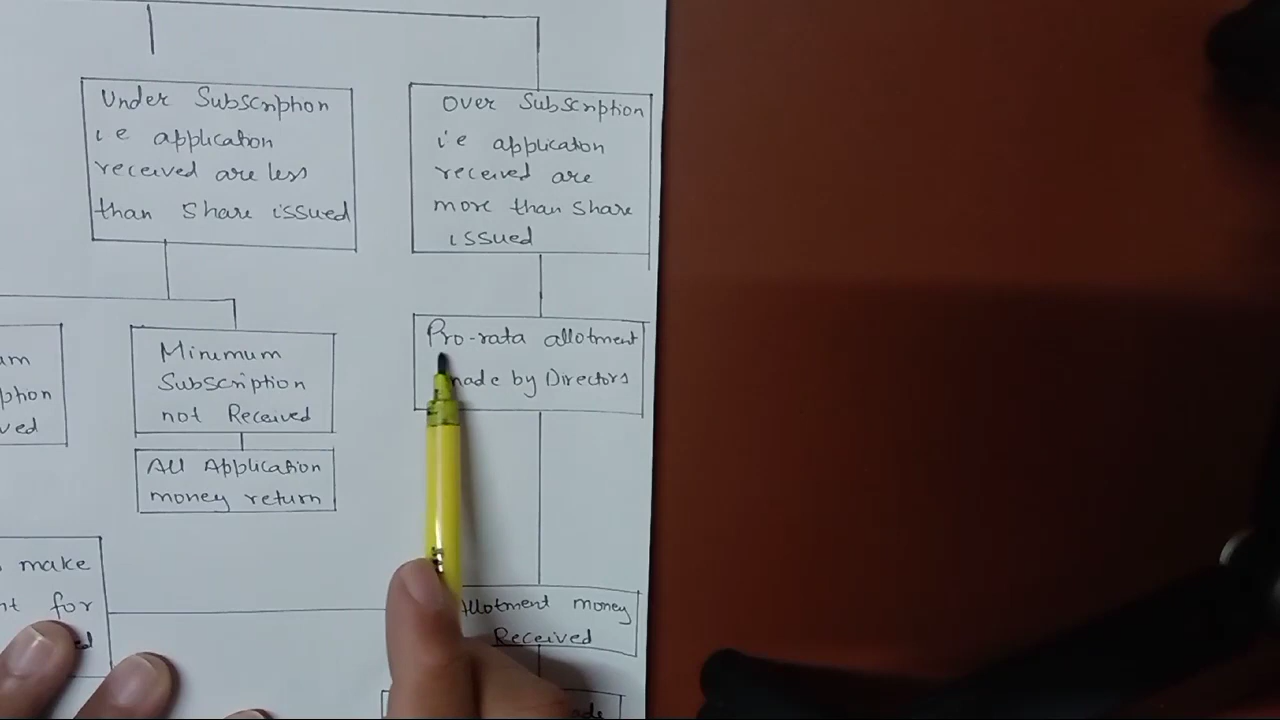 Under Subscription
i e application
received are less
than Share issued
Over Subscription
i.e application
received are
more than share
issued
Minimum
Subscription
not Received
All Application
money return
Pro-rata allotment
made by Directors
make
for
Allotment money
Received